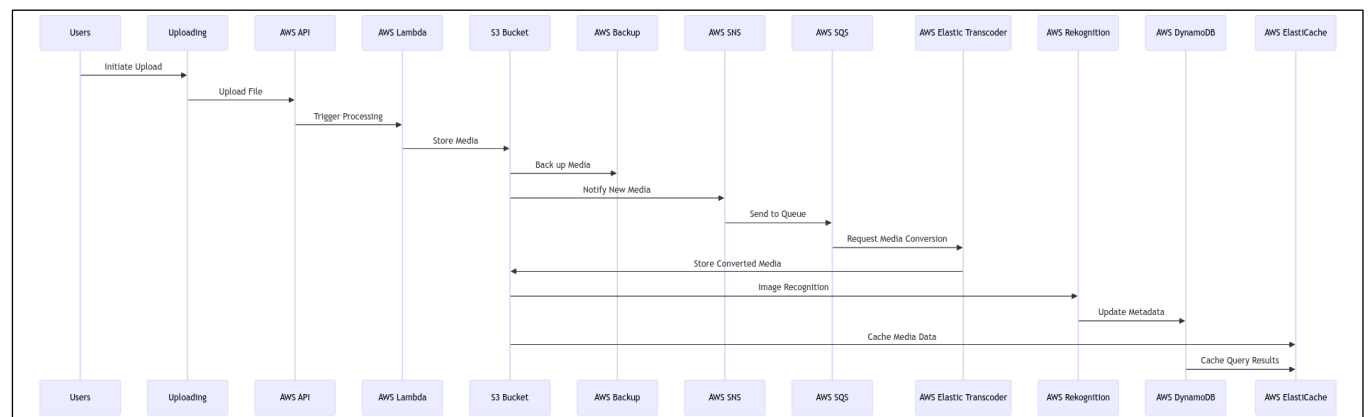 Users Uploading AWS API AWS Lambda S3 Bucket AWS Backup AWS SNS AWS SQS AWS Elastic Transcoder AWS Rekognition AWS DynamoDB AWS ElastiCache
Initiate Upload
Upload File
Trigger Processing
Store Media
Back up Media
Notify New Media
Send to Queue
Request Media Conversion
Store Converted Media
Image Recognition
Update Metadata
Cache Media Data
Cache Query Results
Users Uploading AWS API AWS Lambda S3 Bucket AWS Backup AWS SNS AWS SQS AWS Elastic Transcoder AWS Rekognition AWS DynamoDB AWS ElastiCache